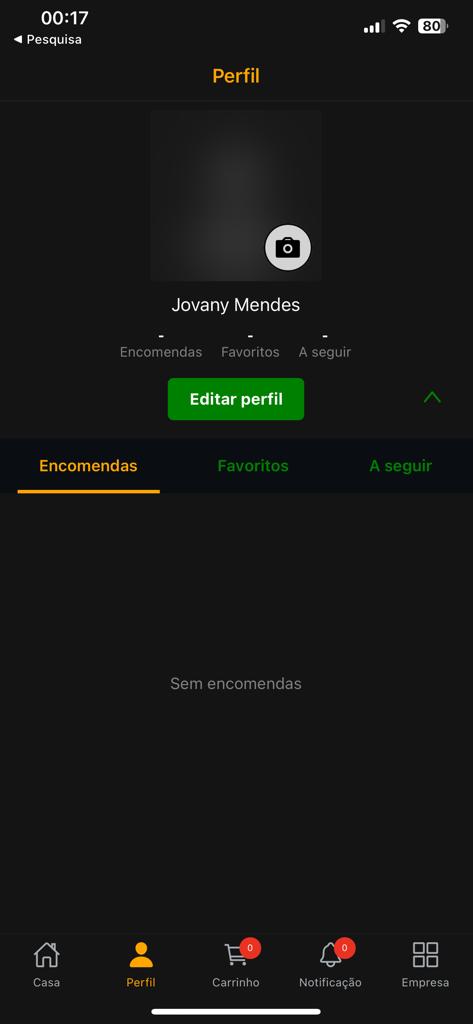 00:17
80
◀ Pesquisa
Perfil
Jovany Mendes
- - -
Encomendas Favoritos A seguir
Editar perfil
Encomendas Favoritos A seguir
Sem encomendas
0 0
Casa Perfil Carrinho Notificação Empresa